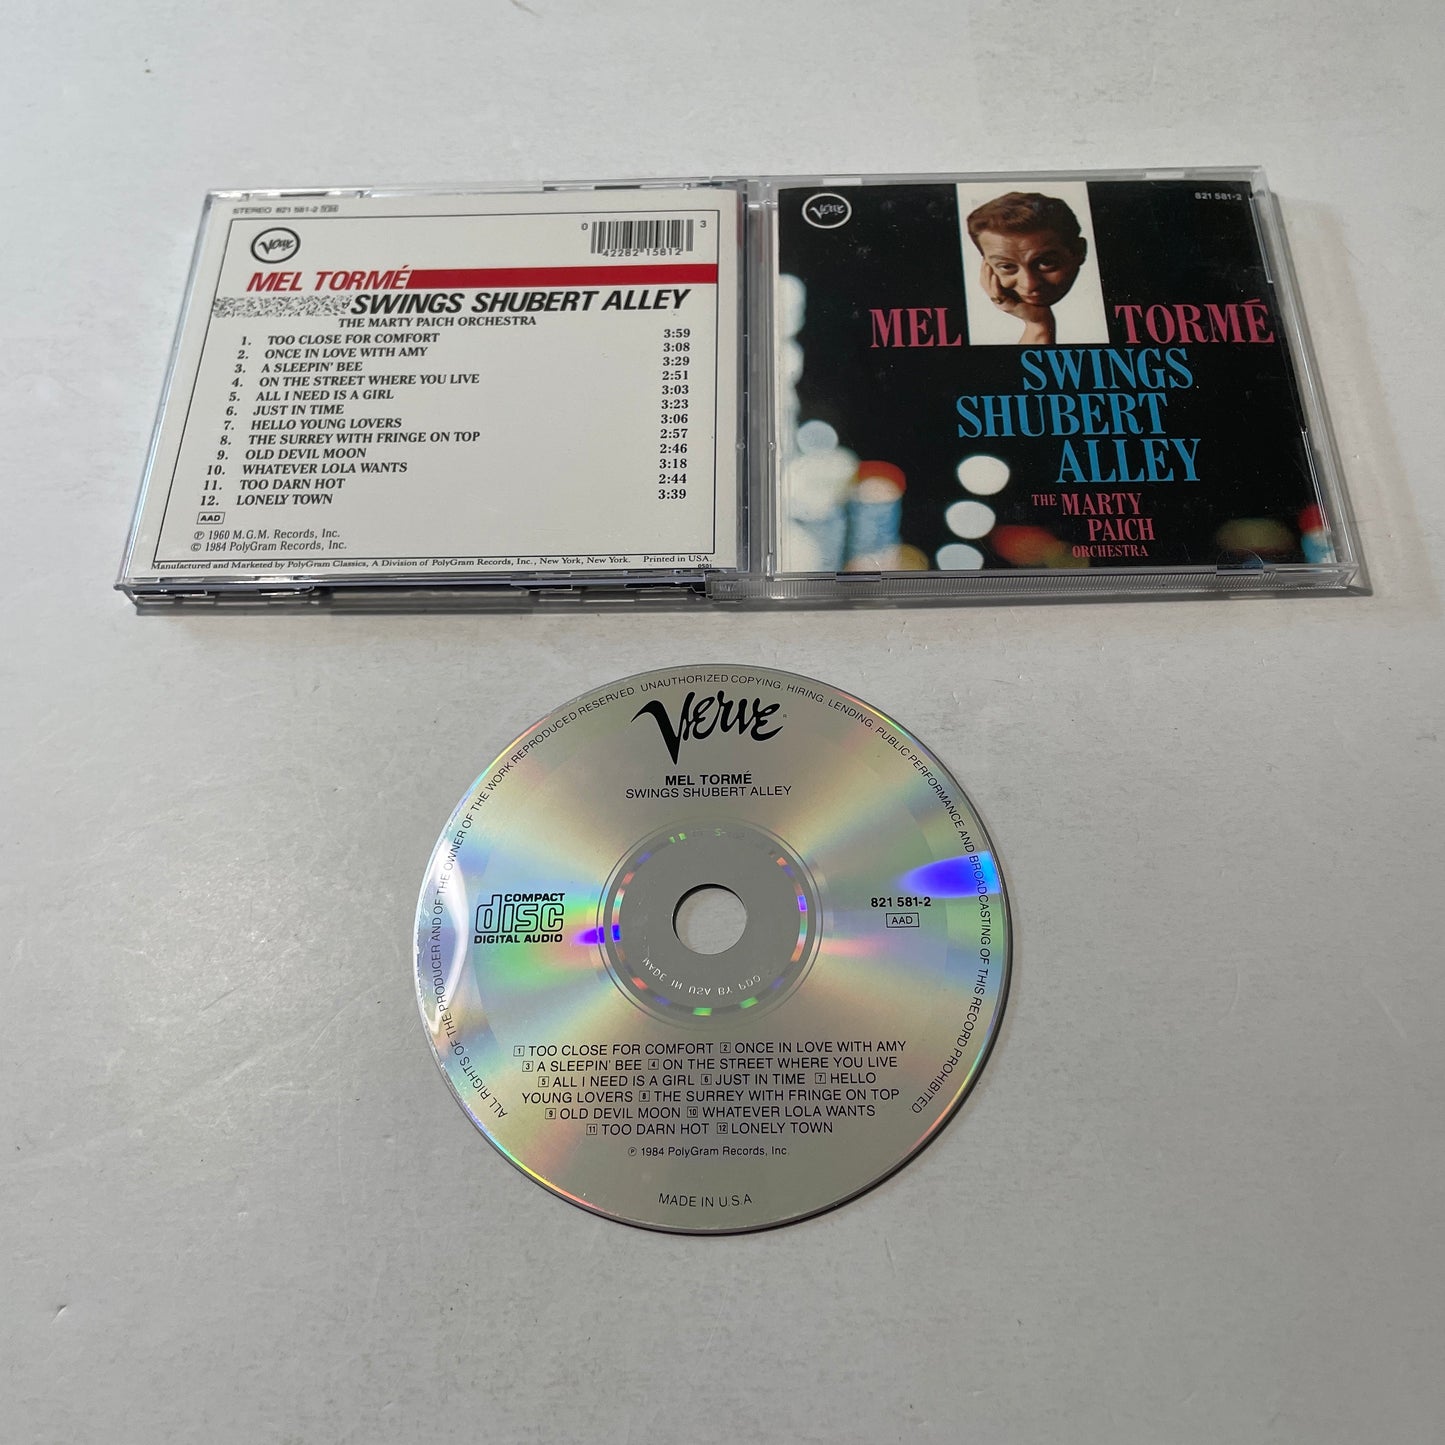 STEREO 821 581-2
Verve
0 42282 15812 3
MEL TORMÉ
SWINGS SHUBERT ALLEY
THE MARTY PAICH ORCHESTRA
1. TOO CLOSE FOR COMFORT 3:59
2. ONCE IN LOVE WITH AMY 3:08
3. A SLEEPIN' BEE 3:29
4. ON THE STREET WHERE YOU LIVE 2:51
5. ALL I NEED IS A GIRL 3:03
6. JUST IN TIME 3:23
7. HELLO YOUNG LOVERS 3:06
8. THE SURREY WITH FRINGE ON TOP 2:57
9. OLD DEVIL MOON 2:46
10. WHATEVER LOLA WANTS 3:18
11. TOO DARN HOT 2:44
12. LONELY TOWN 3:39
AAD
℗ 1960 M.G.M. Records, Inc.
© 1984 PolyGram Records, Inc.
Manufactured and Marketed by PolyGram Classics, A Division of PolyGram Records, Inc., New York, New York. Printed in USA.
Verve
821 581-2
MEL TORMÉ
SWINGS
SHUBERT
ALLEY
THE MARTY
PAICH
ORCHESTRA
ALL RIGHTS OF THE PRODUCER AND OF THE OWNER OF THE WORK REPRODUCED RESERVED. UNAUTHORIZED COPYING, HIRING, LENDING, PUBLIC PERFORMANCE AND BROADCASTING OF THIS RECORD PROHIBITED
Verve®
MEL TORMÉ
SWINGS SHUBERT ALLEY
COMPACT
disc
DIGITAL AUDIO
821 581-2
AAD
MADE IN USA BY PDO
1 TOO CLOSE FOR COMFORT 2 ONCE IN LOVE WITH AMY
3 A SLEEPIN' BEE 4 ON THE STREET WHERE YOU LIVE
5 ALL I NEED IS A GIRL 6 JUST IN TIME 7 HELLO
YOUNG LOVERS 8 THE SURREY WITH FRINGE ON TOP
9 OLD DEVIL MOON 10 WHATEVER LOLA WANTS
11 TOO DARN HOT 12 LONELY TOWN
℗ 1984 PolyGram Records, Inc.
MADE IN U.S.A.